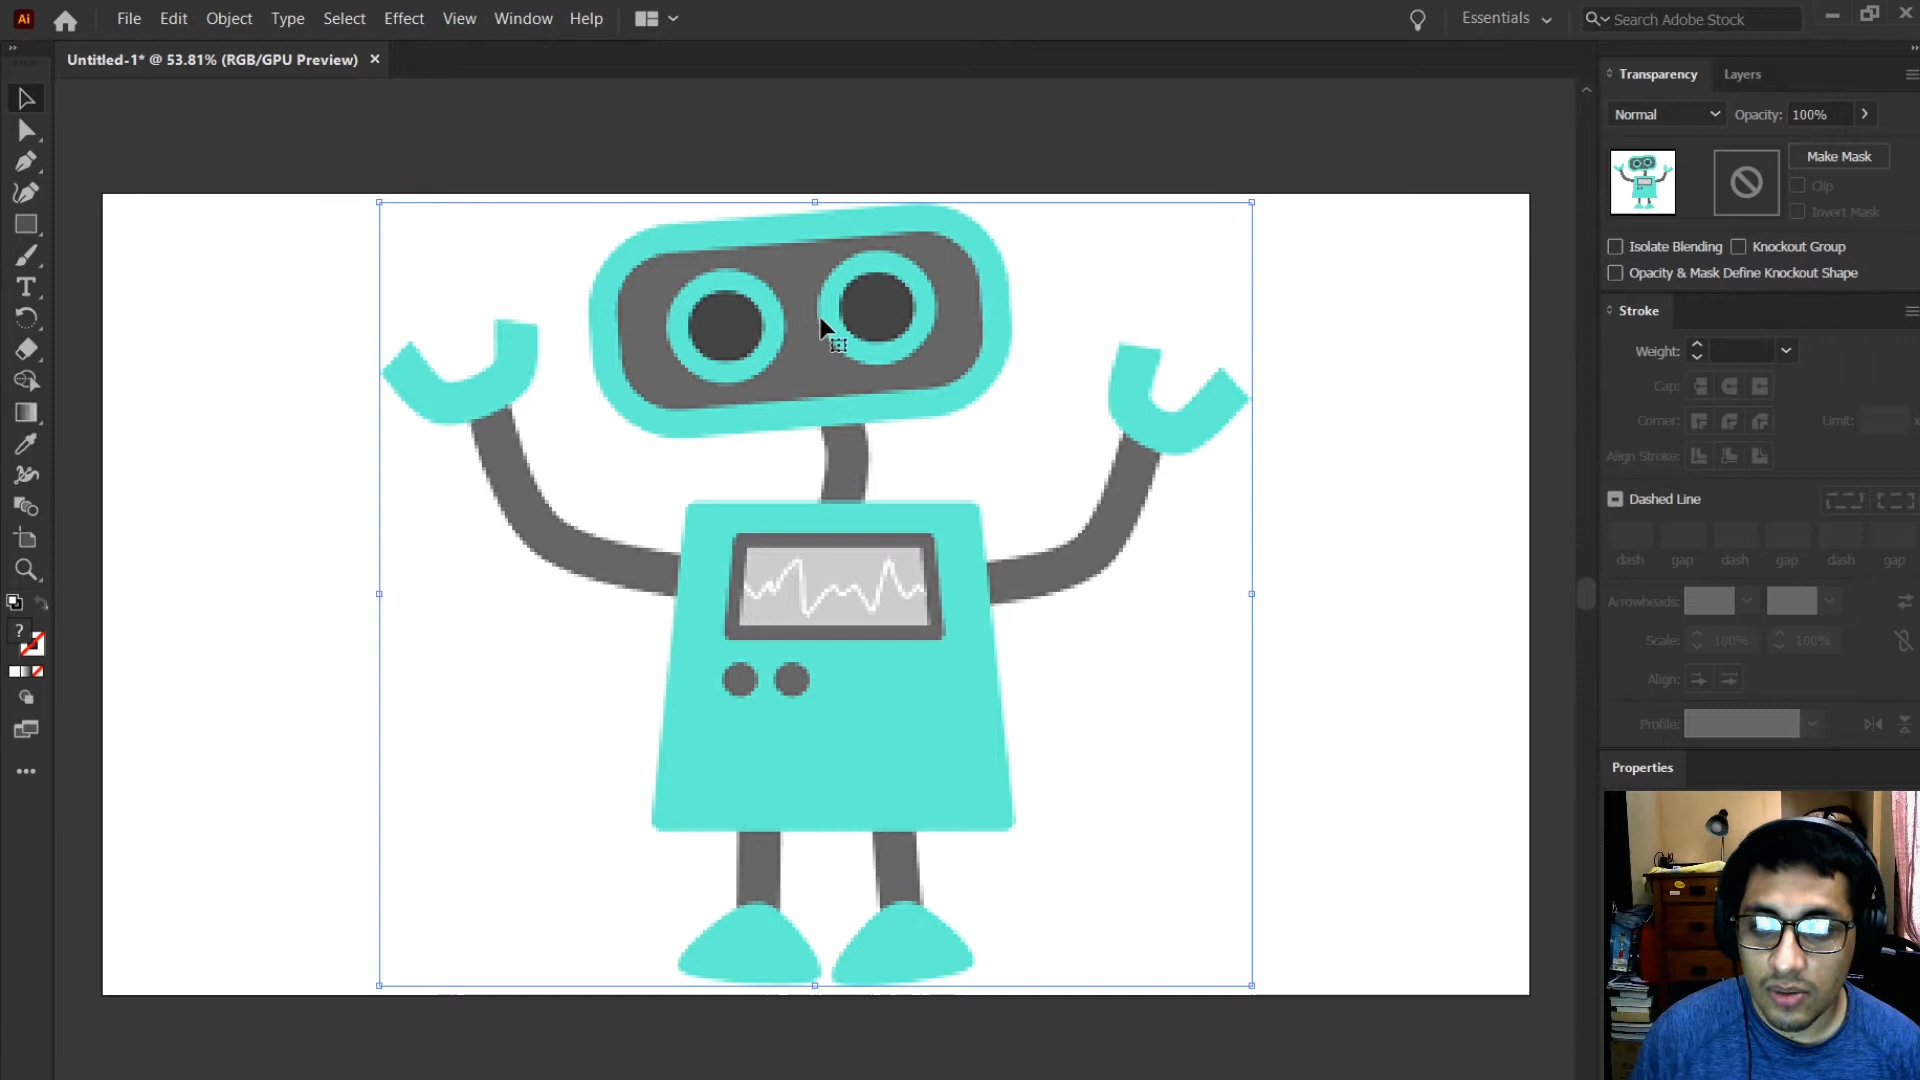 Ai File Edit Object Type Select Effect View Window Help Essentials Search Adobe Stock
Untitled-1* @ 53.81% (RGB/GPU Preview) ×
Transparency Layers
Normal Opacity: 100%
Make Mask
Clip
Invert Mask
Isolate Blending Knockout Group
Opacity & Mask Define Knockout Shape
Stroke
Weight:
Cap:
Corner: Limit: x
Align Stroke:
Dashed Line
dash gap dash gap dash gap
Arrowheads:
Scale: 100% 100%
Align:
Profile:
Properties
?